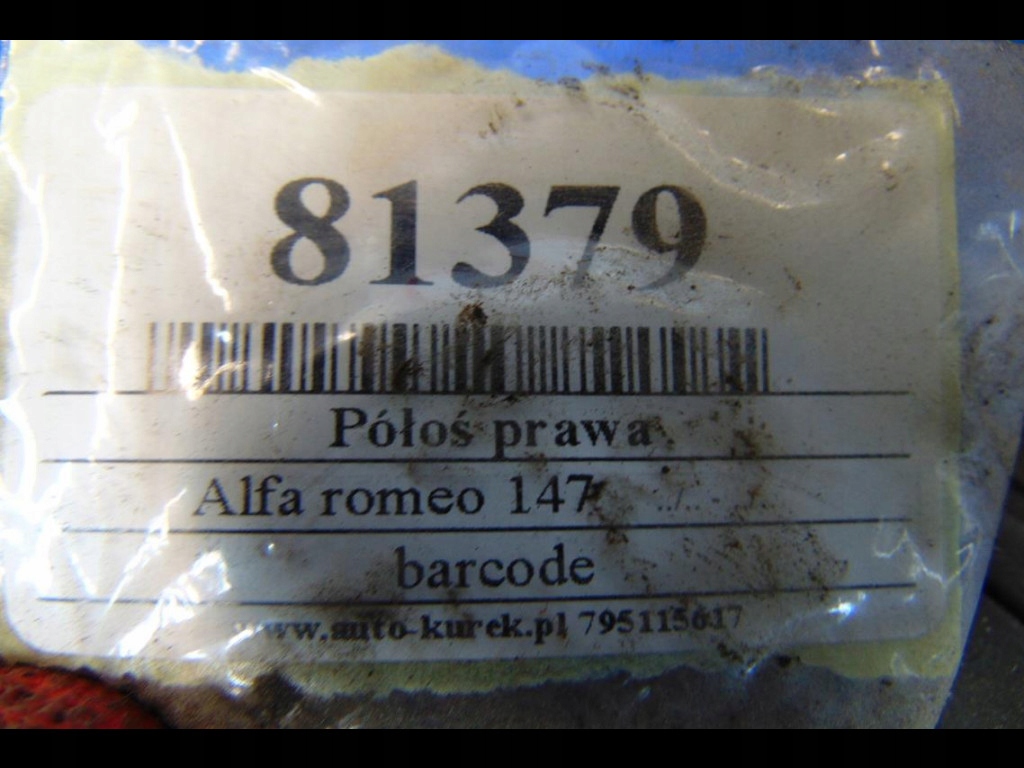 81379
Półoś prawa
Alfa romeo 147 ../..
barcode
www.auto-kurek.pl 795115617